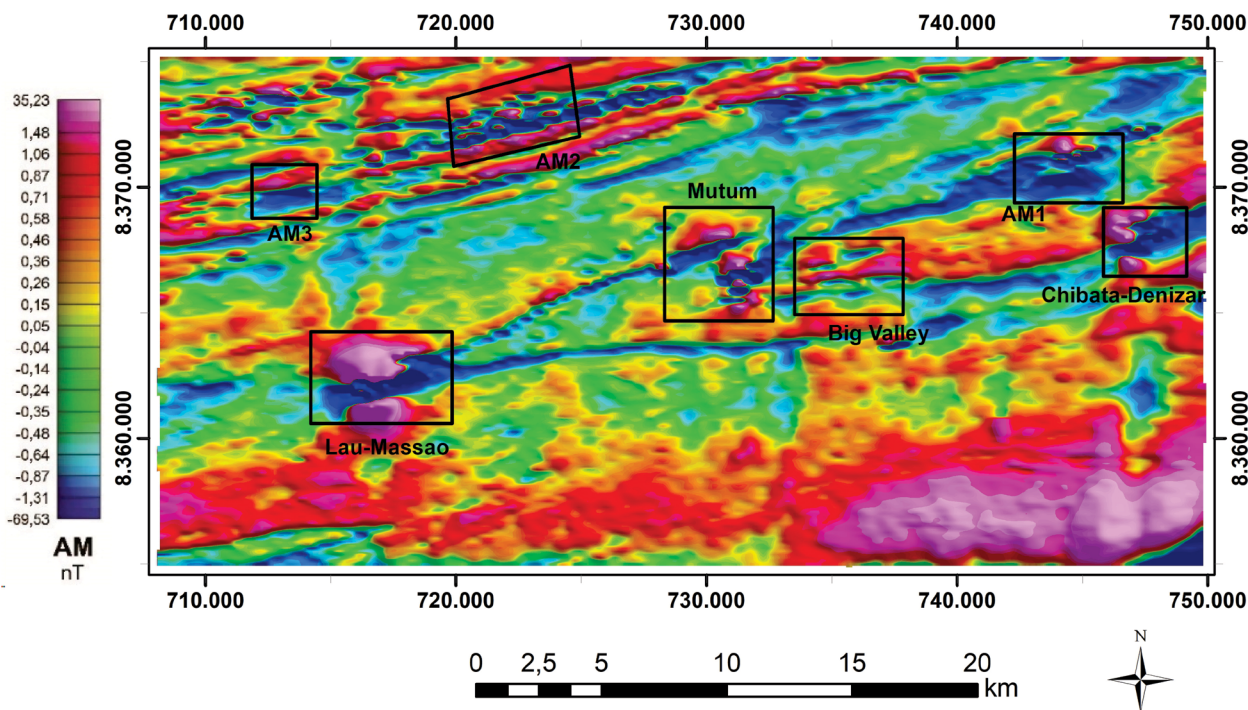 710.000 720.000 730.000 740.000 750.000
35,23
1,48
1,06
0,87
0,71
0,58
0,46
0,36
0,26
0,15
0,05
-0,04
-0,14
-0,24
-0,35
-0,48
-0,64
-0,87
-1,31
-69,53
AM
nT
8.370.000
8.360.000
AM2
AM3
Mutum
AM1
Chibata-Denizar
Big Valley
Lau-Massao
8.370.000
8.360.000
710.000 720.000 730.000 740.000 750.000
0 2,5 5 10 15 20
km
N